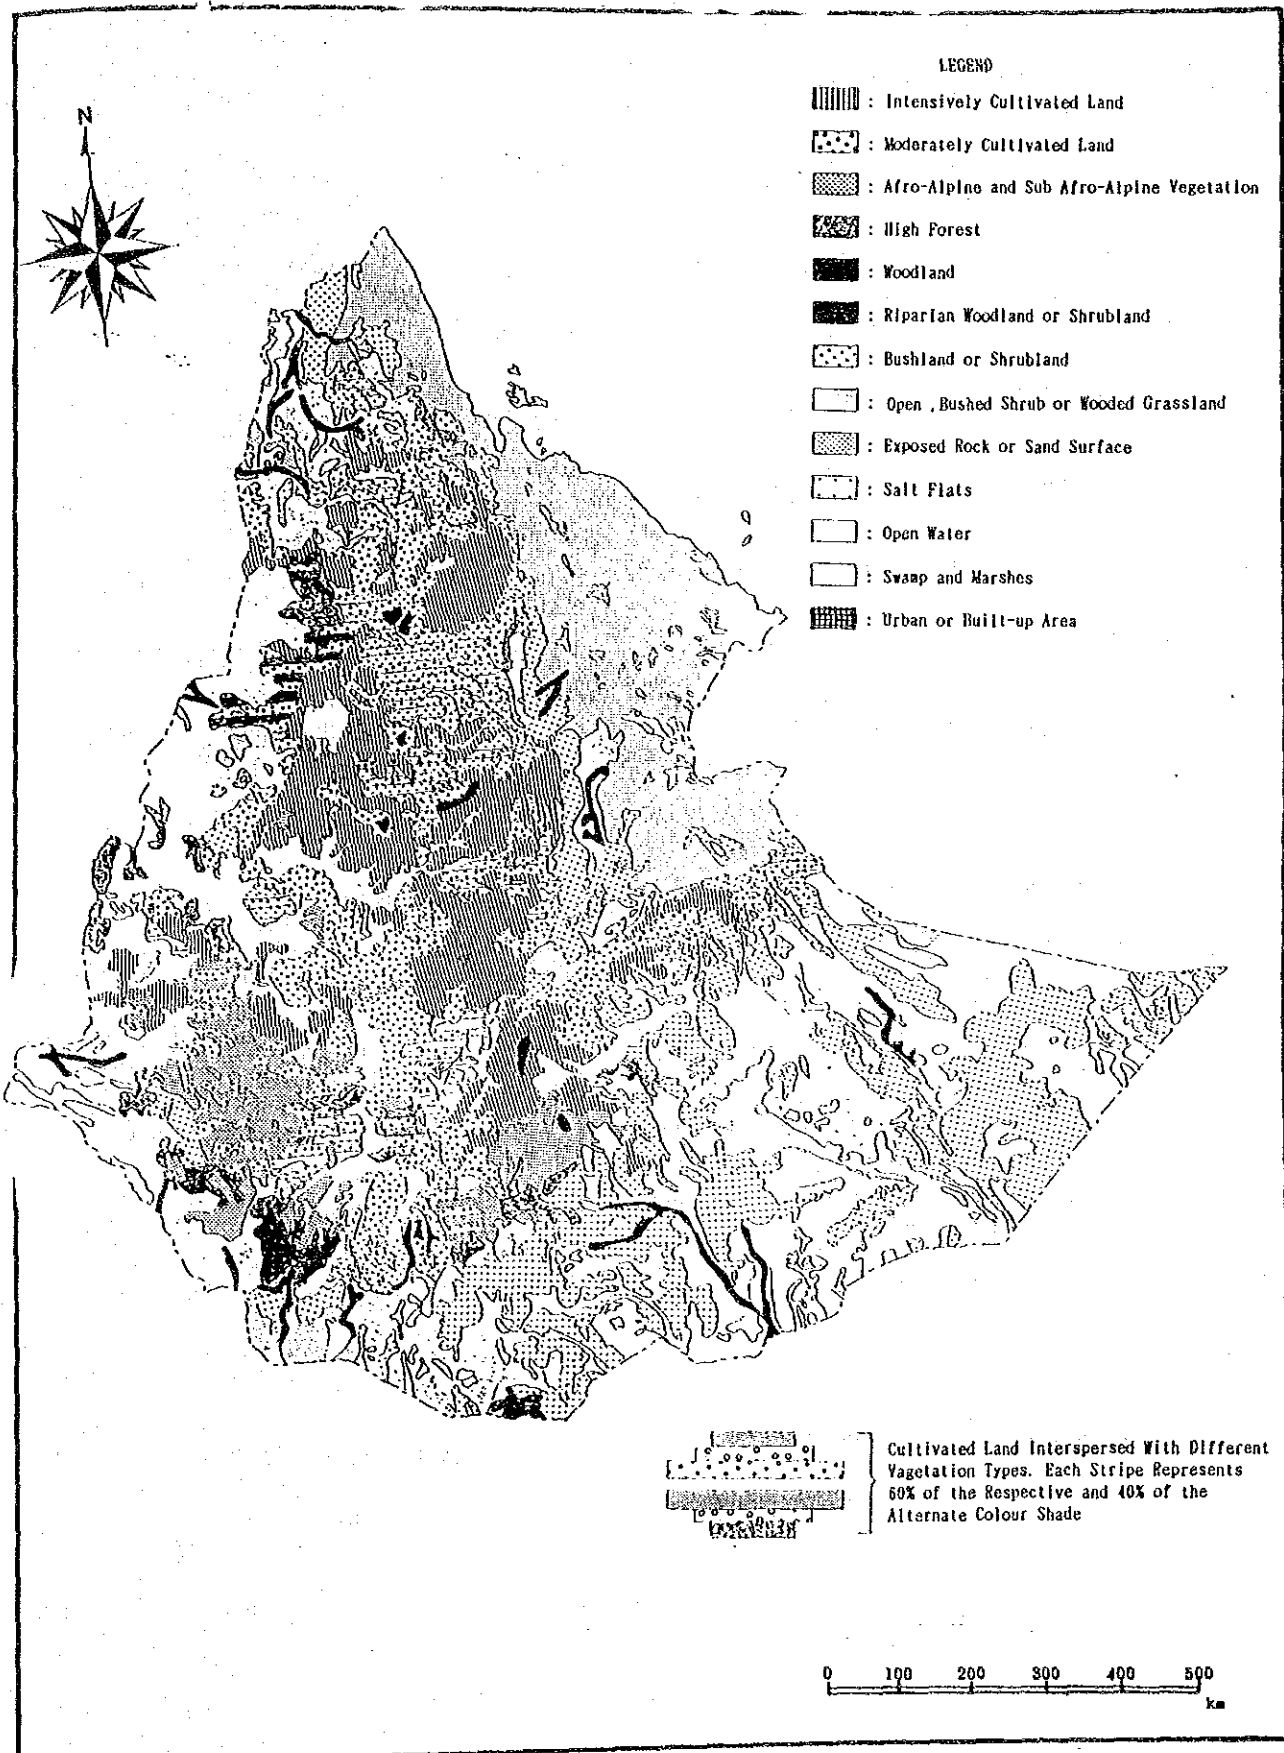 LEGEND
N
: Intensively Cultivated Land
: Moderately Cultivated Land
: Afro-Alpine and Sub Afro-Alpine Vegetation
: High Forest
: Woodland
: Riparian Woodland or Shrubland
: Bushland or Shrubland
: Open , Bushed Shrub or Wooded Grassland
: Exposed Rock or Sand Surface
: Salt Flats
: Open Water
: Swamp and Marshes
: Urban or Built-up Area
Cultivated Land Interspersed With Different
Vagetation Types. Each Stripe Represents
60% of the Respective and 40% of the
Alternate Colour Shade
0 100 200 300 400 500
km